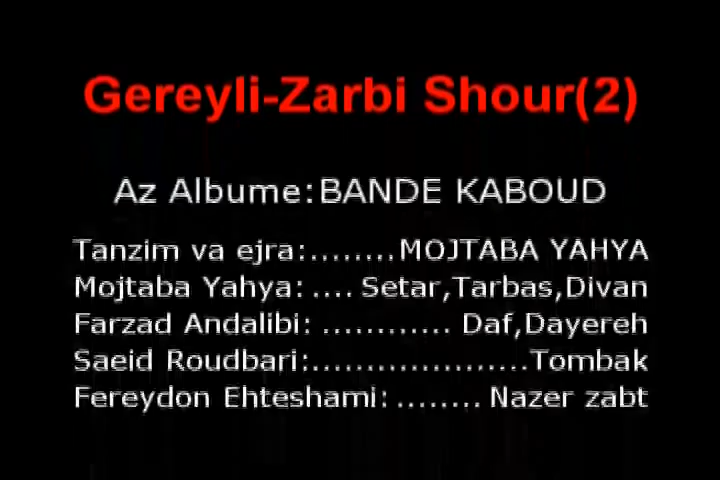 Gereyli-Zarbi Shour(2)
Az Albume:BANDE KABOUD
Tanzim va ejra:........MOJTABA YAHYA
Mojtaba Yahya: .... Setar,Tarbas,Divan
Farzad Andalibi: ............ Daf,Dayereh
Saeid Roudbari:....................Tombak
Fereydon Ehteshami: ........ Nazer zabt